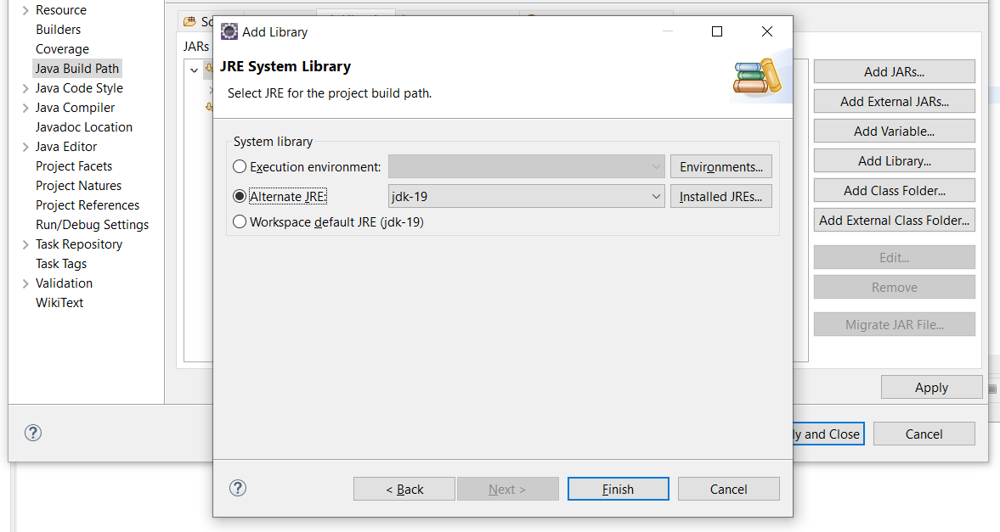 Resource
Builders
Coverage
Java Build Path
Java Code Style
Java Compiler
Javadoc Location
Java Editor
Project Facets
Project Natures
Project References
Run/Debug Settings
Task Repository
Task Tags
Validation
WikiText
JARs
Add Library
JRE System Library
Select JRE for the project build path.
System library
Execution environment:
Environments...
Alternate JRE:
jdk-19
Installed JREs...
Workspace default JRE (jdk-19)
< Back
Next >
Finish
Cancel
Add JARs...
Add External JARs...
Add Variable...
Add Library...
Add Class Folder...
Add External Class Folder...
Edit...
Remove
Migrate JAR File...
Apply
ly and Close
Cancel